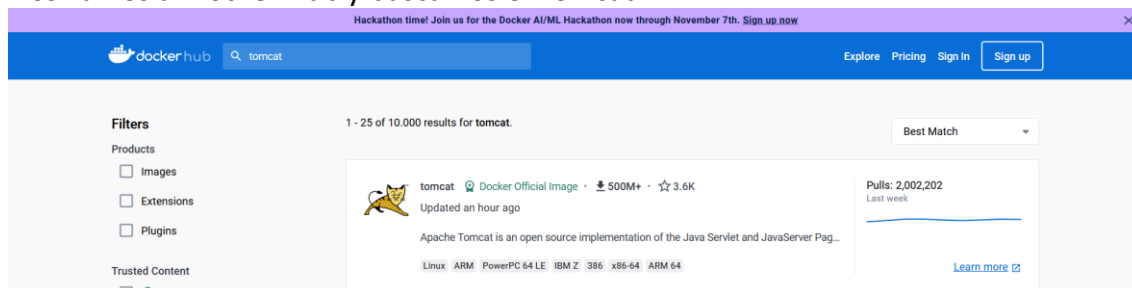 Hackathon time! Join us for the Docker AI/ML Hackathon now through November 7th. Sign up now
dockerhub tomcat Explore Pricing Sign In Sign up
Filters
1 - 25 of 10.000 results for tomcat.
Best Match
Products
Images
Extensions
Plugins
Trusted Content
tomcat Docker Official Image · 500M+ · 3.6K
Updated an hour ago
Apache Tomcat is an open source implementation of the Java Servlet and JavaServer Pag...
Linux ARM PowerPC 64 LE IBM Z 386 x86-64 ARM 64
Pulls: 2,002,202
Last week
Learn more